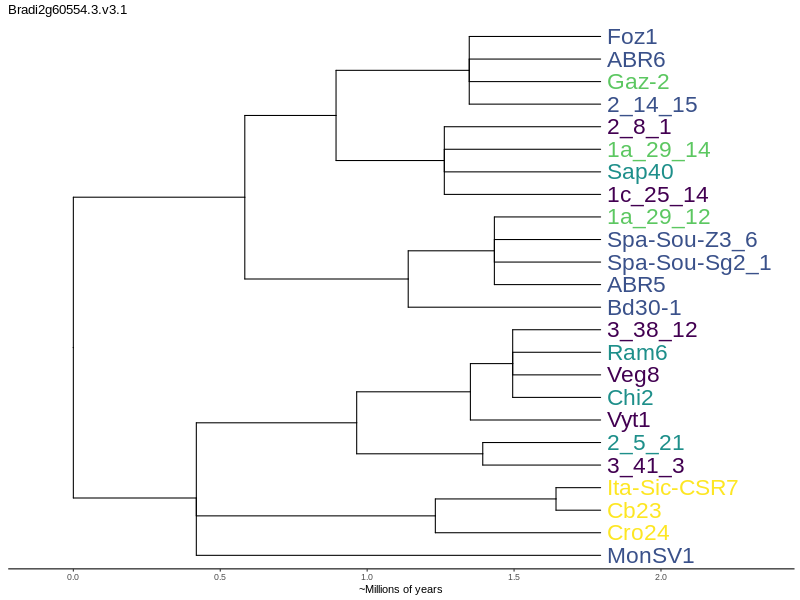 Bradi2g60554.3.v3.1
Foz1
ABR6
Gaz-2
2_14_15
2_8_1
1a_29_14
Sap40
1c_25_14
1a_29_12
Spa-Sou-Z3_6
Spa-Sou-Sg2_1
ABR5
Bd30-1
3_38_12
Ram6
Veg8
Chi2
Vyt1
2_5_21
3_41_3
Ita-Sic-CSR7
Cb23
Cro24
MonSV1
0.0 0.5 1.0 1.5 2.0
~Millions of years